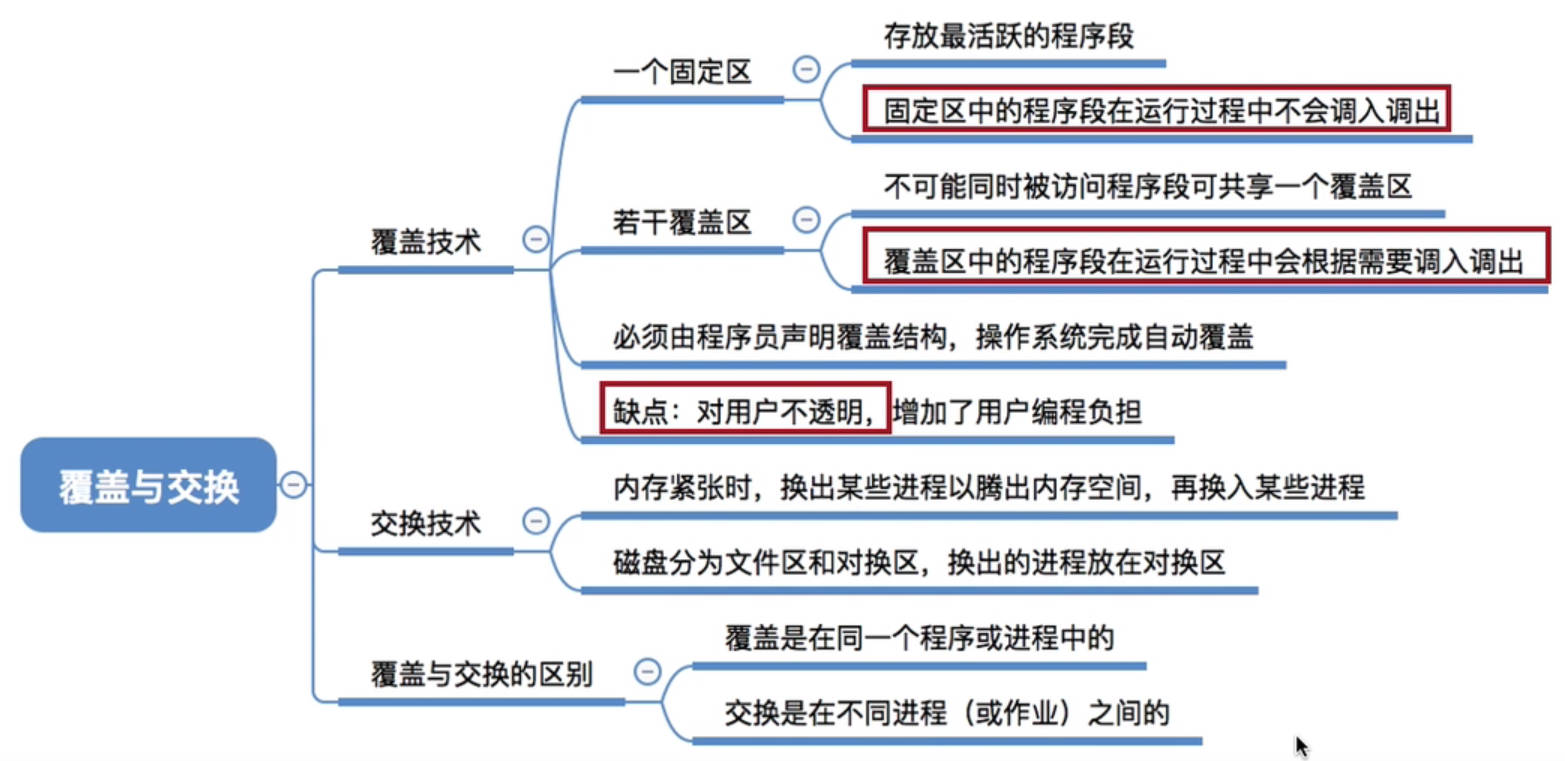 覆盖与交换
覆盖技术
一个固定区
存放最活跃的程序段
固定区中的程序段在运行过程中不会调入调出
若干覆盖区
不可能同时被访问程序段可共享一个覆盖区
覆盖区中的程序段在运行过程中会根据需要调入调出
必须由程序员声明覆盖结构，操作系统完成自动覆盖
缺点：对用户不透明，增加了用户编程负担
交换技术
内存紧张时，换出某些进程以腾出内存空间，再换入某些进程
磁盘分为文件区和对换区，换出的进程放在对换区
覆盖与交换的区别
覆盖是在同一个程序或进程中的
交换是在不同进程（或作业）之间的